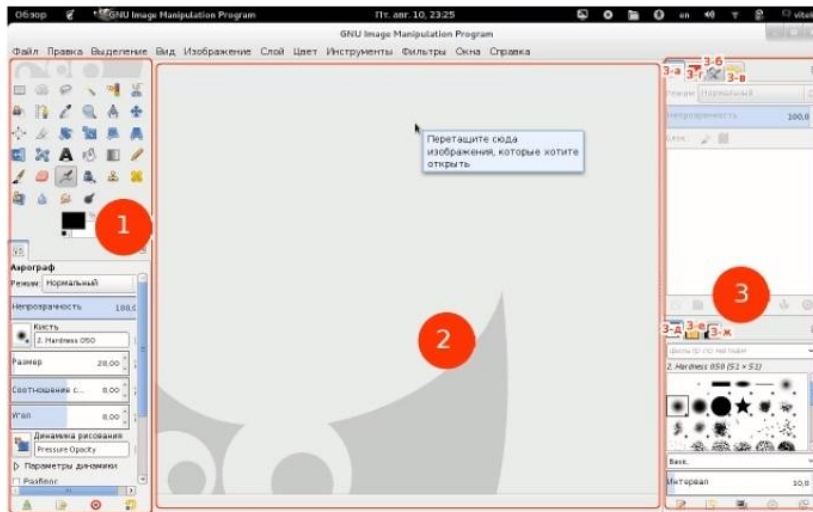 Обзор
GNU Image Manipulation Program
Пт. авг. 10, 23:25
en
vitek
GNU Image Manipulation Program
Файл Правка Выделение Вид Изображение Слой Цвет Инструменты Фильтры Окна Справка
3-а
3-г
3-б
3-в
Режим: Нормальный
Непрозрачность 100,0
Перетащите сюда
изображения, которые хотите
открыть
1
2
3
Аэрограф
Режим: Нормальный
Непрозрачность 100,0
Кисть
2. Hardness 050
Размер 20,00
Соотношение с... 0,00
Угол 0,00
Динамика рисования
Pressure Opacity
Параметры динамики
Разброс
3-д
3-е
3-ж
фильтр по меткам
2. Hardness 050 (51 × 51)
Basic,
Интервал 10,0